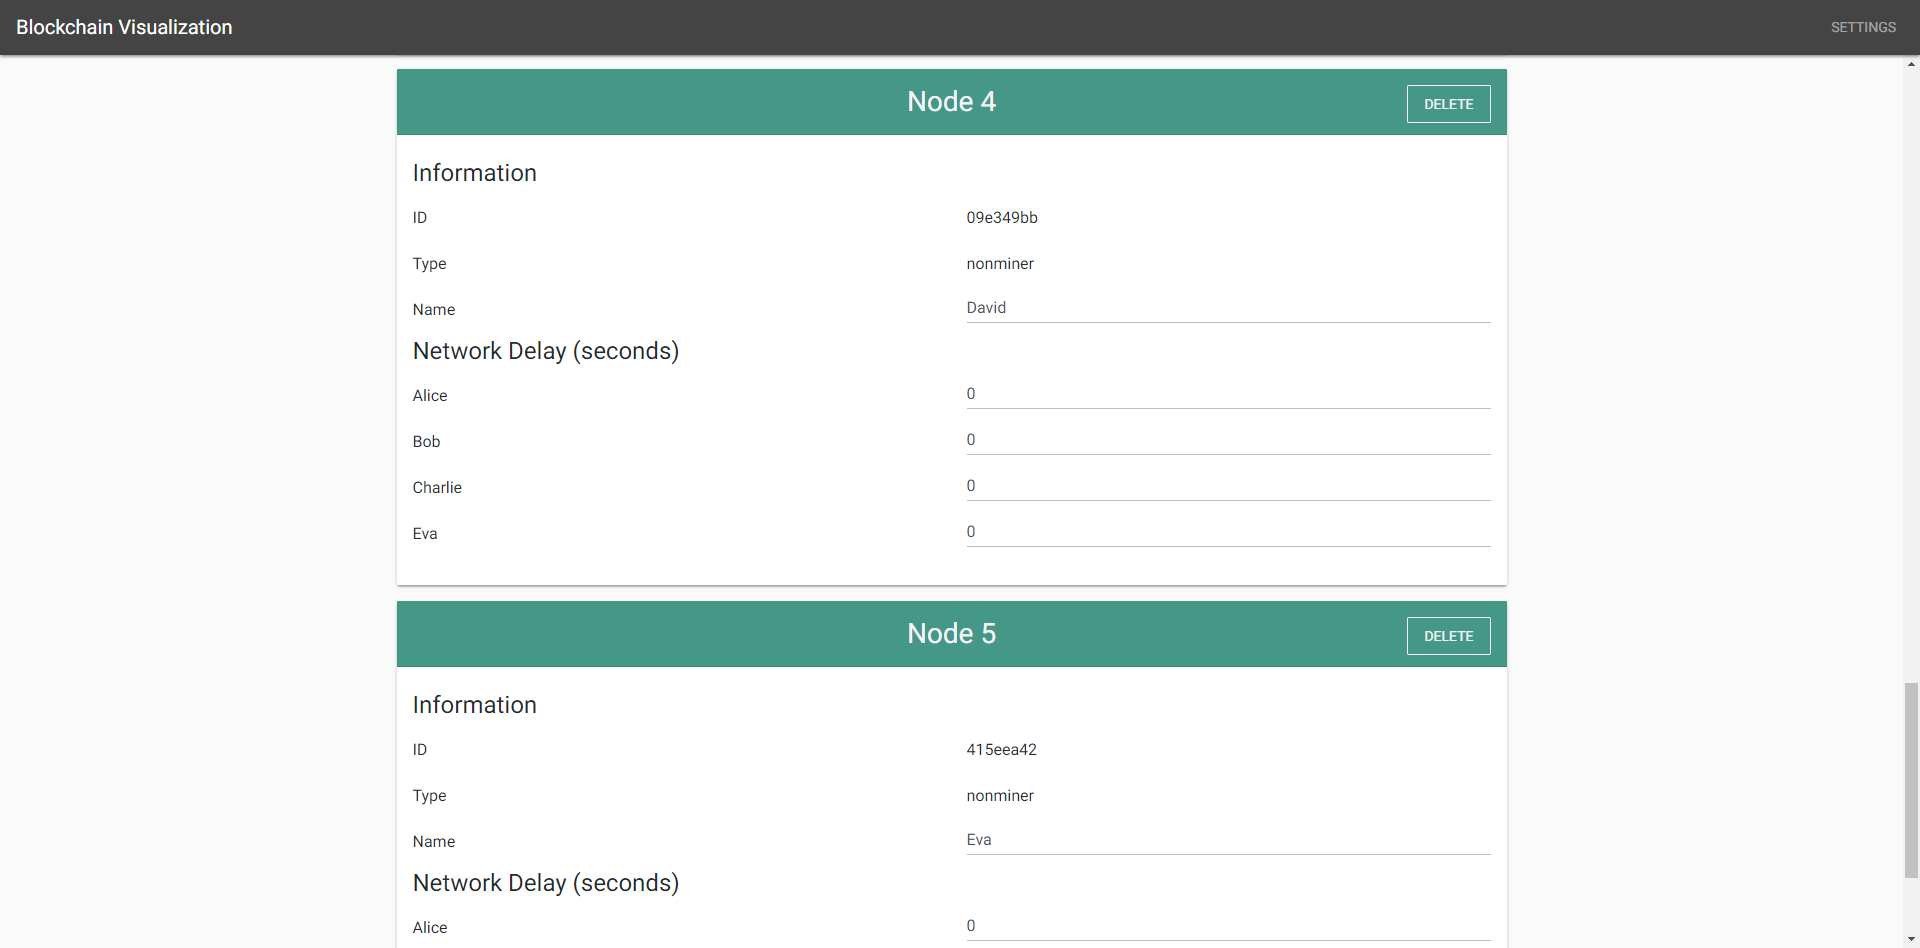 Blockchain Visualization SETTINGS
Node 4 DELETE
Information
ID 09e349bb
Type nonminer
Name David
Network Delay (seconds)
Alice 0
Bob 0
Charlie 0
Eva 0
Node 5 DELETE
Information
ID 415eea42
Type nonminer
Name Eva
Network Delay (seconds)
Alice 0